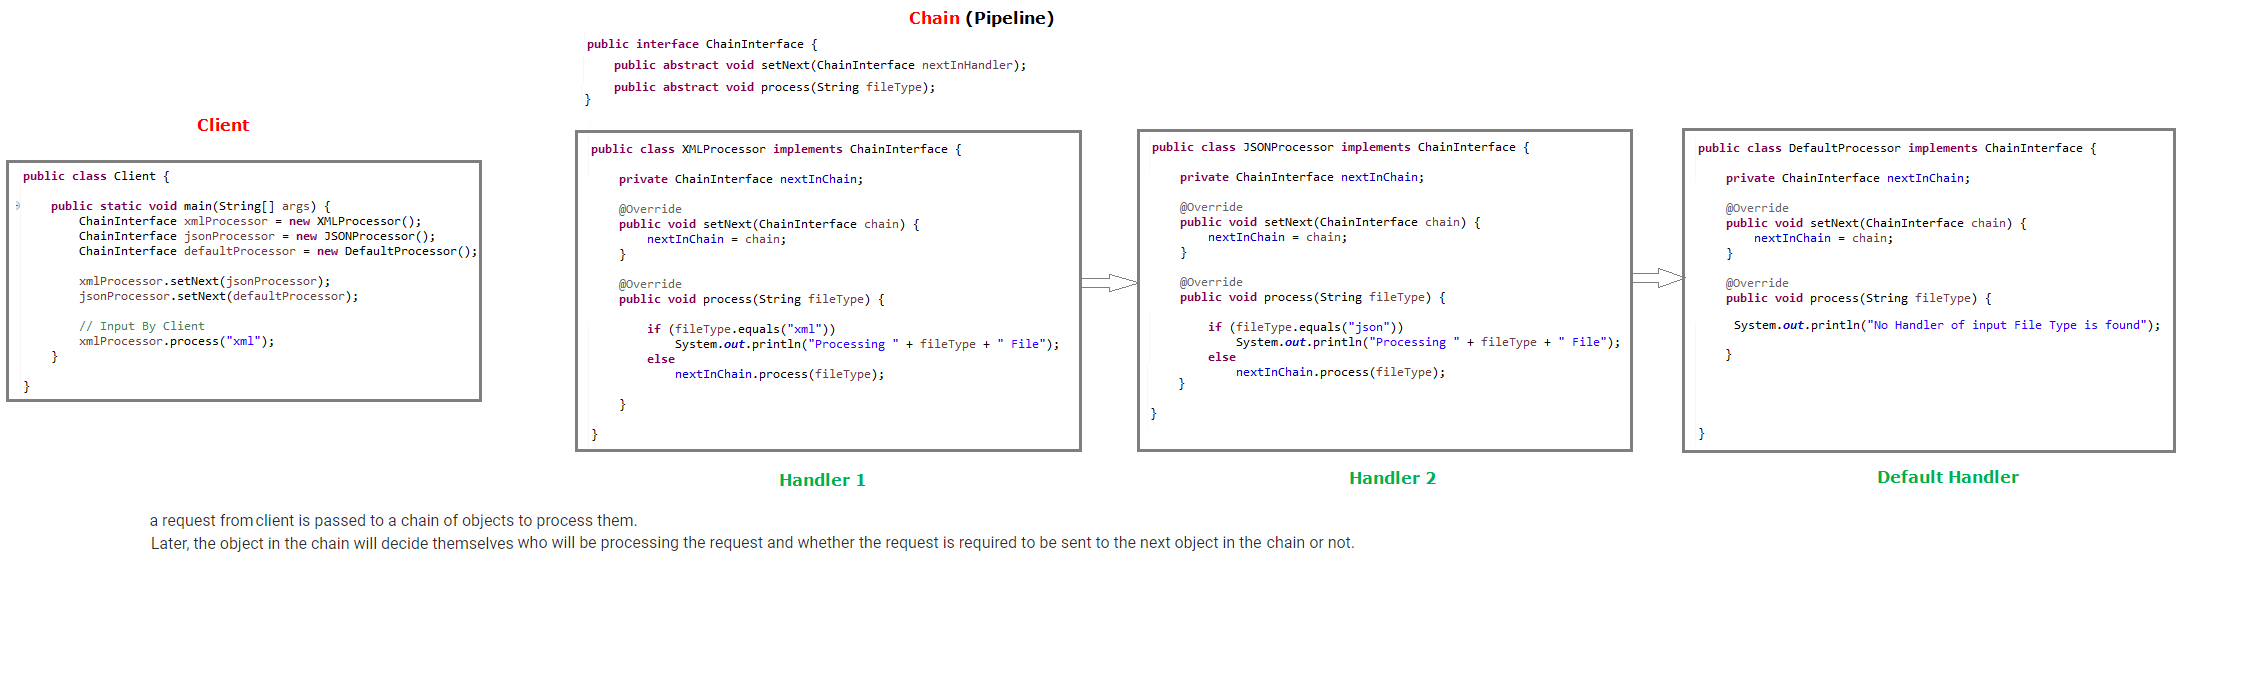 Chain (Pipeline)
public interface ChainInterface {
public abstract void setNext(ChainInterface nextInHandler);
public abstract void process(String fileType);
}
Client
public class Client {
public static void main(String[] args) {
ChainInterface xmlProcessor = new XMLProcessor();
ChainInterface jsonProcessor = new JSONProcessor();
ChainInterface defaultProcessor = new DefaultProcessor();
xmlProcessor.setNext(jsonProcessor);
jsonProcessor.setNext(defaultProcessor);
// Input By Client
xmlProcessor.process("xml");
}
}
public class XMLProcessor implements ChainInterface {
private ChainInterface nextInChain;
@Override
public void setNext(ChainInterface chain) {
nextInChain = chain;
}
@Override
public void process(String fileType) {
if (fileType.equals("xml"))
System.out.println("Processing " + fileType + " File");
else
nextInChain.process(fileType);
}
}
Handler 1
public class JSONProcessor implements ChainInterface {
private ChainInterface nextInChain;
@Override
public void setNext(ChainInterface chain) {
nextInChain = chain;
}
@Override
public void process(String fileType) {
if (fileType.equals("json"))
System.out.println("Processing " + fileType + " File");
else
nextInChain.process(fileType);
}
}
Handler 2
public class DefaultProcessor implements ChainInterface {
private ChainInterface nextInChain;
@Override
public void setNext(ChainInterface chain) {
nextInChain = chain;
}
@Override
public void process(String fileType) {
System.out.println("No Handler of input File Type is found");
}
}
Default Handler
a request from client is passed to a chain of objects to process them.
Later, the object in the chain will decide themselves who will be processing the request and whether the request is required to be sent to the next object in the chain or not.